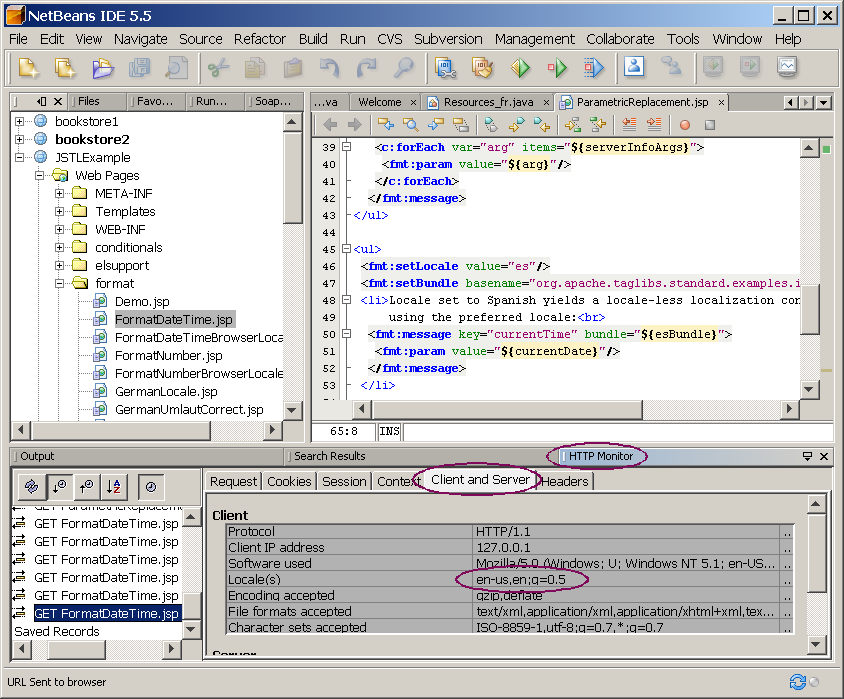 NetBeans IDE 5.5
File Edit View Navigate Source Refactor Build Run CVS Subversion Management Collaborate Tools Window Help
Files Favo... Run... Soap...
...va Welcome Resources_fr.java ParametricReplacement.jsp
bookstore1
bookstore2
JSTLExample
Web Pages
META-INF
Templates
WEB-INF
conditionals
elsupport
format
Demo.jsp
FormatDateTime.jsp
FormatDateTimeBrowserLoca
FormatNumber.jsp
FormatNumberBrowserLocale
GermanLocale.jsp
GermanUmlautCorrect.jsp
39 <c:forEach var="arg" items="${serverInfoArgs}">
40 <fmt:param value="${arg}"/>
41 </c:forEach>
42 </fmt:message>
43 </ul>
44
45 <ul>
46 <fmt:setLocale value="es"/>
47 <fmt:setBundle basename="org.apache.taglibs.standard.examples.i
48 <li>Locale set to Spanish yields a locale-less localization con
49 using the preferred locale:<br>
50 <fmt:message key="currentTime" bundle="${esBundle}">
51 <fmt:param value="${currentDate}"/>
52 </fmt:message>
53 </li>
65:8 INS
Output Search Results HTTP Monitor
Request Cookies Session Context Client and Server Headers
GET ParametricReplaceme
GET FormatDateTime.jsp
GET FormatDateTime.jsp
GET FormatDateTime.jsp
GET FormatDateTime.jsp
GET FormatDateTime.jsp
GET FormatDateTime.jsp
Saved Records
Client
Protocol HTTP/1.1 ..
Client IP address 127.0.0.1 ..
Software used Mozilla/5.0 (Windows; U; Windows NT 5.1; en-US... ..
Locale(s) en-us,en;q=0.5 ..
Encoding accepted gzip,deflate ..
File formats accepted text/xml,application/xml,application/xhtml+xml,tex... ..
Character sets accepted ISO-8859-1,utf-8;q=0.7,*;q=0.7 ..
Server
URL Sent to browser